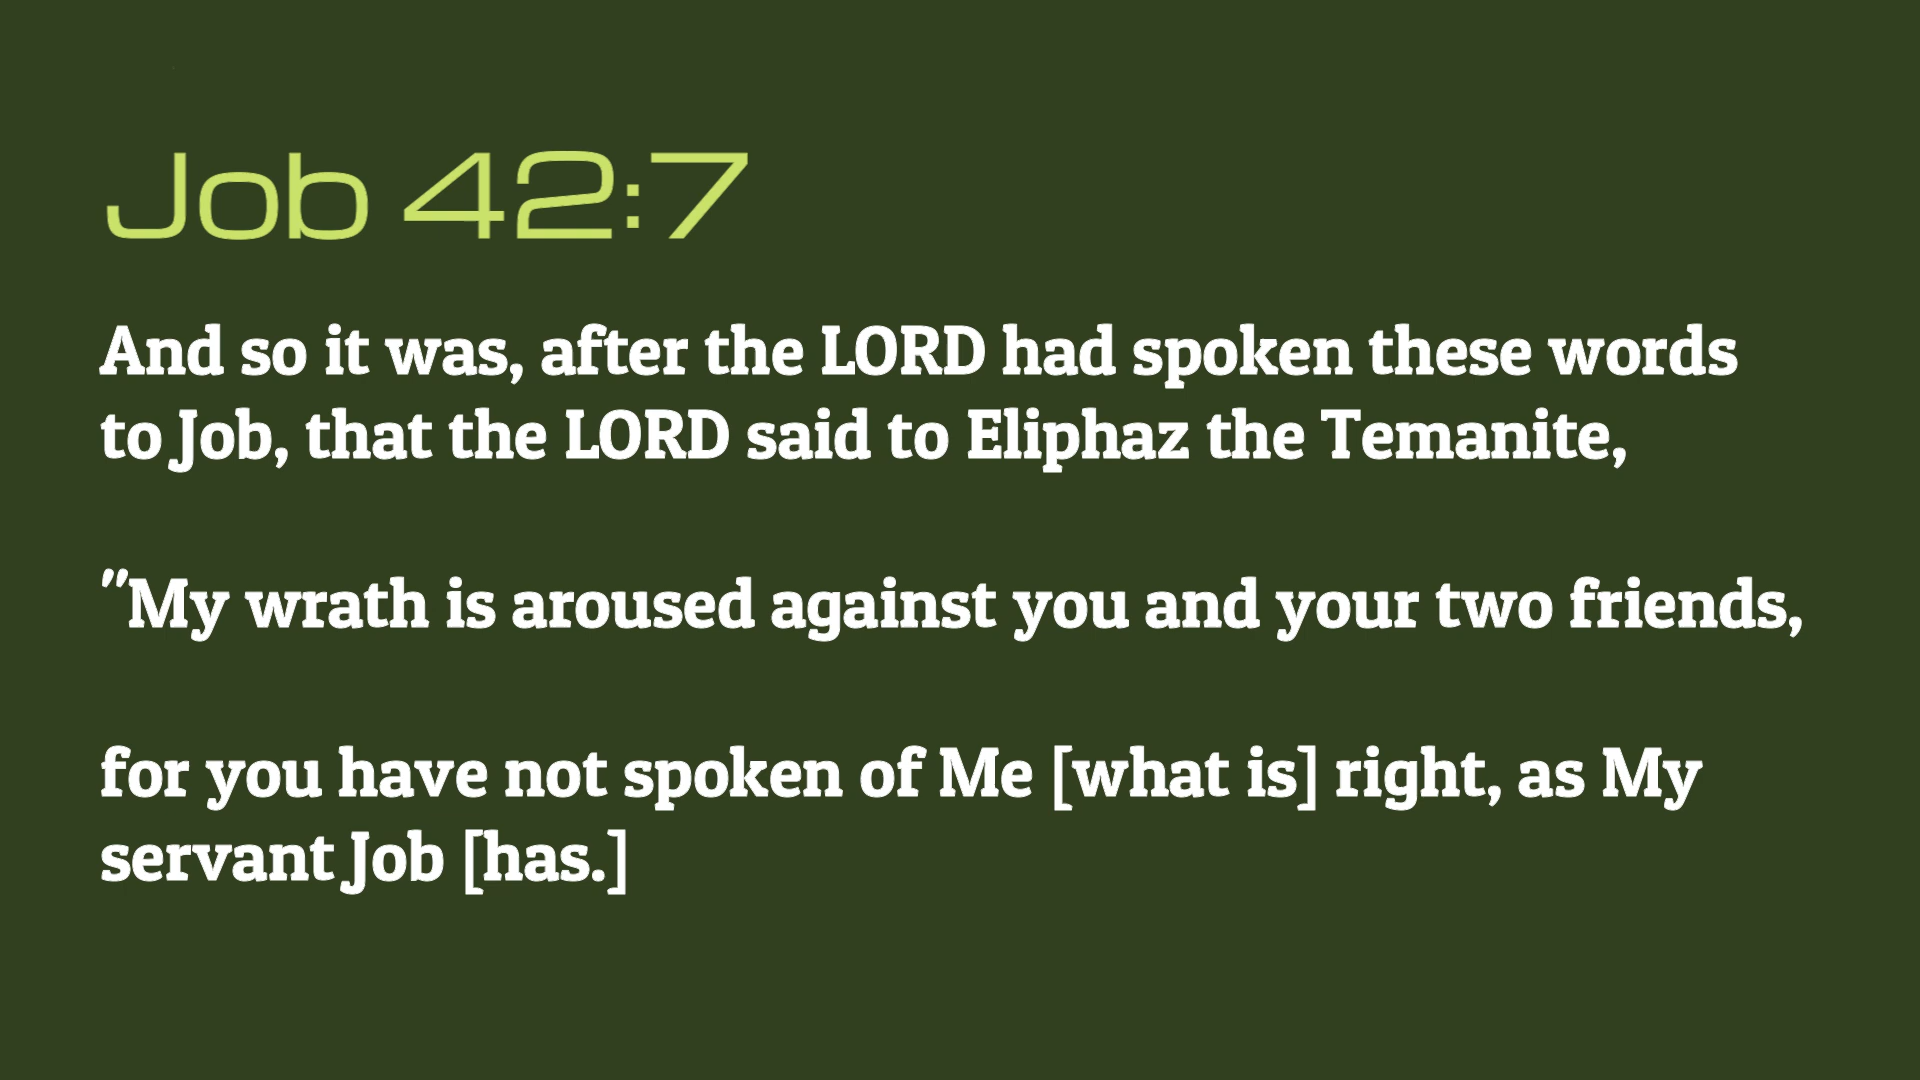 Job 42:7
And so it was, after the LORD had spoken these words
to Job, that the LORD said to Eliphaz the Temanite,
"My wrath is aroused against you and your two friends,
for you have not spoken of Me [what is] right, as My
servant Job [has.]